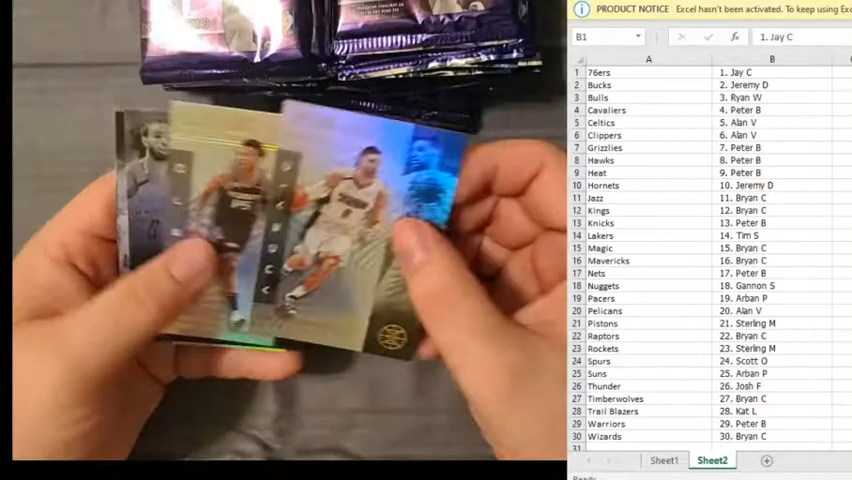 PRODUCT NOTICE Excel hasn't been activated. To keep using Exc
B1 fx 1. Jay C
A B
1 76ers 1. Jay C
2 Bucks 2. Jeremy D
3 Bulls 3. Ryan W
4 Cavaliers 4. Peter B
5 Celtics 5. Alan V
6 Clippers 6. Alan V
7 Grizzlies 7. Peter B
8 Hawks 8. Peter B
9 Heat 9. Peter B
10 Hornets 10. Jeremy D
11 Jazz 11. Bryan C
12 Kings 12. Bryan C
13 Knicks 13. Peter B
14 Lakers 14. Tim S
15 Magic 15. Bryan C
16 Mavericks 16. Bryan C
17 Nets 17. Peter B
18 Nuggets 18. Gannon S
19 Pacers 19. Arban P
20 Pelicans 20. Alan V
21 Pistons 21. Sterling M
22 Raptors 22. Bryan C
23 Rockets 23. Sterling M
24 Spurs 24. Scott O
25 Suns 25. Arban P
26 Thunder 26. Josh F
27 Timberwolves 27. Bryan C
28 Trail Blazers 28. Kat L
29 Warriors 29. Peter B
30 Wizards 30. Bryan C
31
Sheet1 Sheet2
Ready